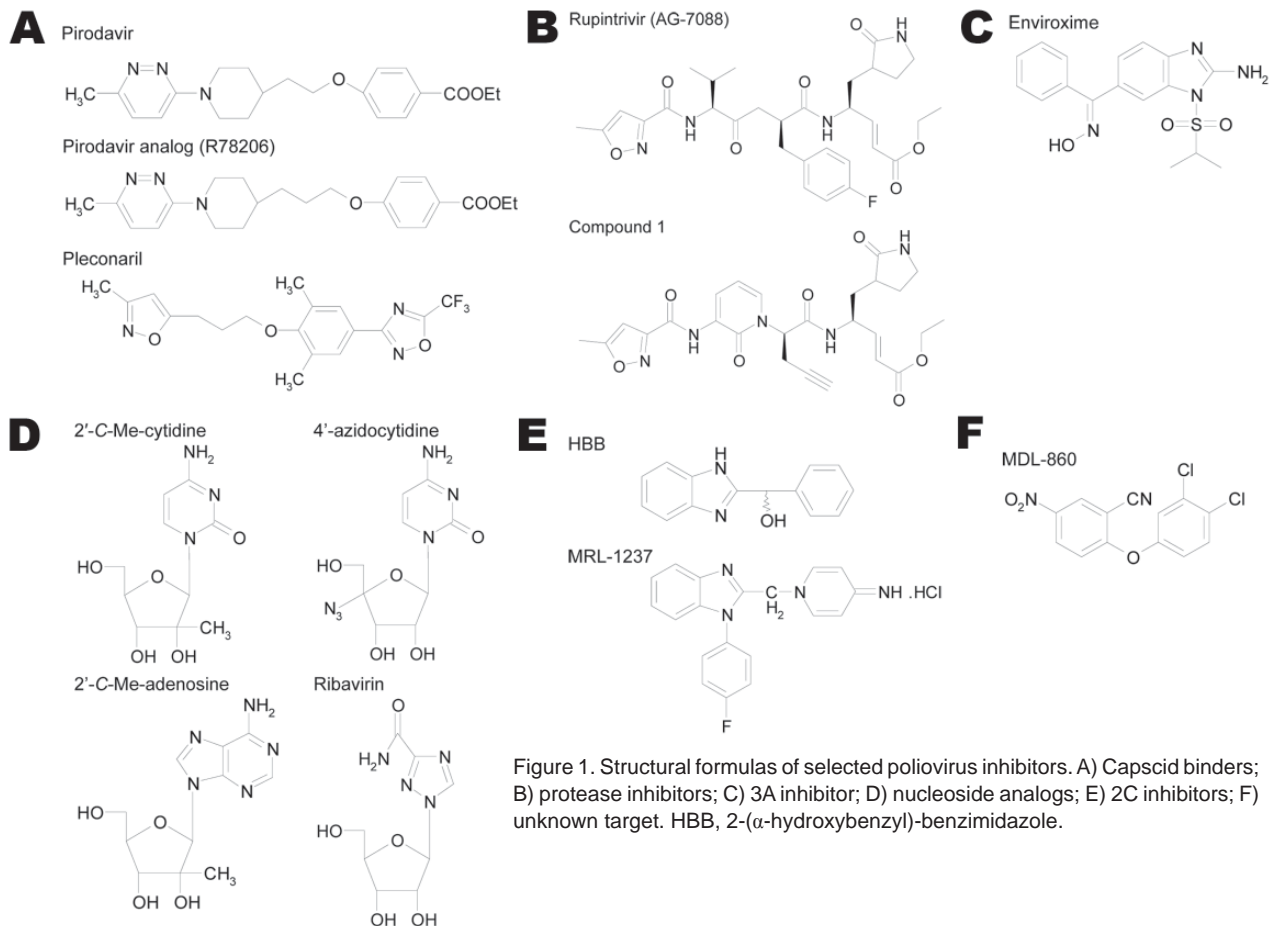 A
Pirodavir
N=N
H₃C
N
O
COOEt
Pirodavir analog (R78206)
N=N
H₃C
N
O
COOEt
Pleconaril
H₃C
N
O
O
H₃C
H₃C
N
N
O
CF₃
B
Rupintrivir (AG-7088)
O
N
O
N
H
O
O
HN
O
NH
F
O
O
Compound 1
O
N
O
N
H
O
N
O
HN
O
NH
O
O
C
Enviroxime
N
NH₂
N
HO
N
O=S=O
D
2'-C-Me-cytidine
NH₂
N
N
O
HO
O
CH₃
OH OH
4'-azidocytidine
NH₂
N
N
O
HO
O
N₃
OH OH
2'-C-Me-adenosine
NH₂
N
N
N
N
HO
O
CH₃
OH OH
Ribavirin
O
H₂N
N
N
N
HO
O
OH OH
E
HBB
H
N
N
OH
MRL-1237
N
N
C
H₂
N
=NH .HCl
F
F
MDL-860
O₂N
CN
Cl
Cl
O
Figure 1. Structural formulas of selected poliovirus inhibitors. A) Capscid binders;
B) protease inhibitors; C) 3A inhibitor; D) nucleoside analogs; E) 2C inhibitors; F)
unknown target. HBB, 2-(α-hydroxybenzyl)-benzimidazole.